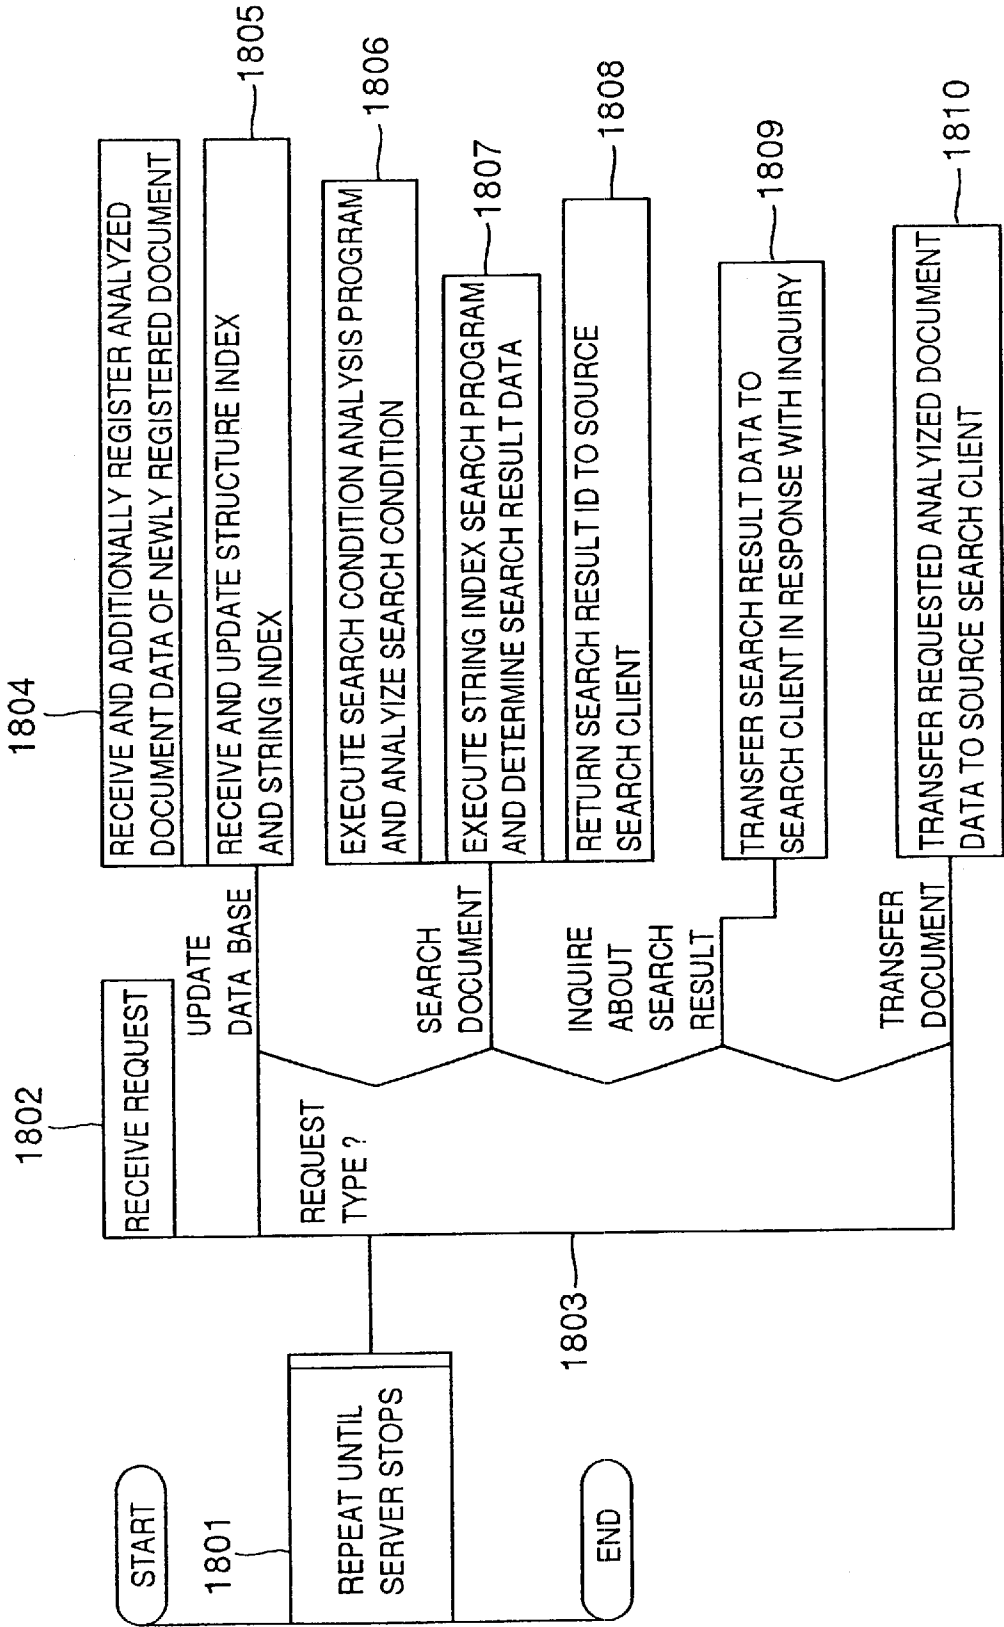 START
1801
REPEAT UNTIL
SERVER STOPS
END
1802
RECEIVE REQUEST
1803
REQUEST
TYPE ?
UPDATE
DATA BASE
1804
RECEIVE AND ADDITIONALLY REGISTER ANALYZED
DOCUMENT DATA OF NEWLY REGISTERED DOCUMENT
RECEIVE AND UPDATE STRUCTURE INDEX
AND STRING INDEX
1805
SEARCH
DOCUMENT
EXECUTE SEARCH CONDITION ANALYSIS PROGRAM
AND ANALYIZE SEARCH CONDITION
1806
EXECUTE STRING INDEX SEARCH PROGRAM
AND DETERMINE SEARCH RESULT DATA
1807
RETURN SEARCH RESULT ID TO SOURCE
SEARCH CLIENT
1808
INQUIRE
ABOUT
SEARCH
RESULT
TRANSFER SEARCH RESULT DATA TO
SEARCH CLIENT IN RESPONSE WITH INQUIRY
1809
TRANSFER
DOCUMENT
TRANSFER REQUESTED ANALYIZED DOCUMENT
DATA TO SOURCE SEARCH CLIENT
1810